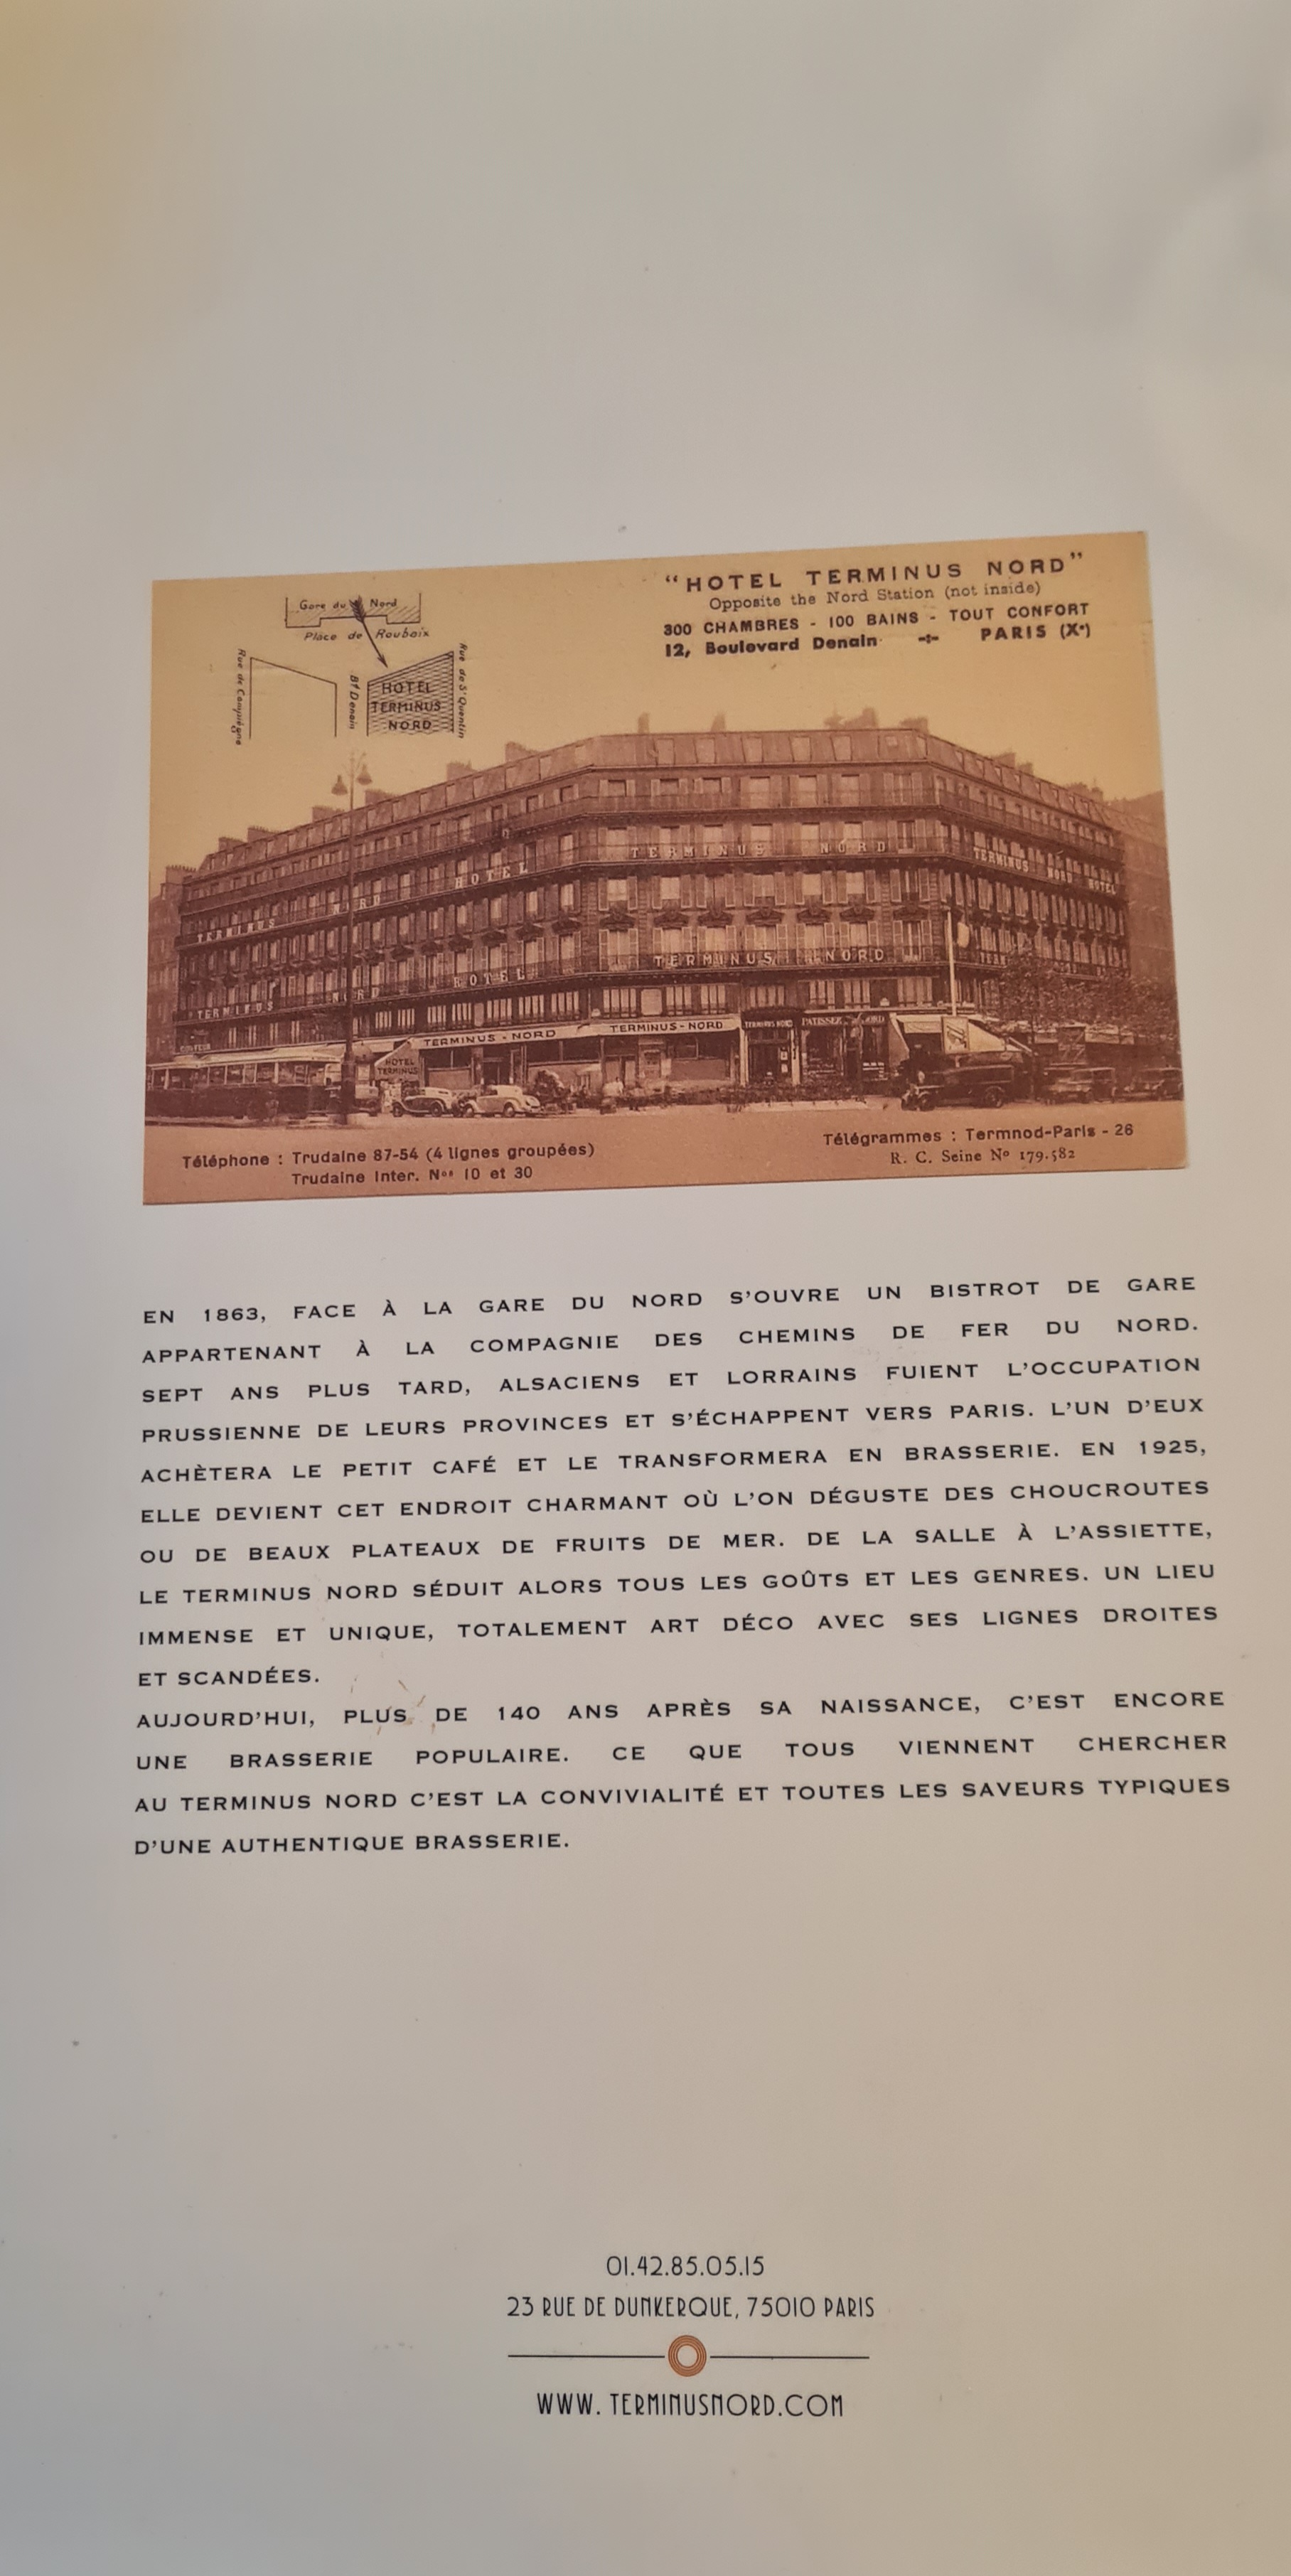 "HOTEL TERMINUS NORD"
Opposite the Nord Station (not inside)
300 CHAMBRES - 100 BAINS - TOUT CONFORT
12, Boulevard Denain PARIS (Xe)
Gare du Nord
Place de Roubaix
Rue de Compiègne
Bd Denain
HOTEL
TERMINUS
NORD
Rue de St Quentin
TERMINUS NORD
TERMINUS NORD HOTEL
TERMINUS NORD HOTEL
TERMINUS NORD
TERMINUS NORD HOTEL
TERMINUS - NORD
TERMINUS - NORD
TERMINUS NORD
HOTEL
TERMINUS
Téléphone : Trudaine 87-54 (4 lignes groupées)
Trudaine Inter. Nos 10 et 30
Télégrammes : Termnod-Paris - 26
R. C. Seine No 179.582
EN 1863, FACE À LA GARE DU NORD S'OUVRE UN BISTROT DE GARE
APPARTENANT À LA COMPAGNIE DES CHEMINS DE FER DU NORD.
SEPT ANS PLUS TARD, ALSACIENS ET LORRAINS FUIENT L'OCCUPATION
PRUSSIENNE DE LEURS PROVINCES ET S'ÉCHAPPENT VERS PARIS. L'UN D'EUX
ACHÈTERA LE PETIT CAFÉ ET LE TRANSFORMERA EN BRASSERIE. EN 1925,
ELLE DEVIENT CET ENDROIT CHARMANT OÙ L'ON DÉGUSTE DES CHOUCROUTES
OU DE BEAUX PLATEAUX DE FRUITS DE MER. DE LA SALLE À L'ASSIETTE,
LE TERMINUS NORD SÉDUIT ALORS TOUS LES GOÛTS ET LES GENRES. UN LIEU
IMMENSE ET UNIQUE, TOTALEMENT ART DÉCO AVEC SES LIGNES DROITES
ET SCANDÉES.
AUJOURD'HUI, PLUS DE 140 ANS APRÈS SA NAISSANCE, C'EST ENCORE
UNE BRASSERIE POPULAIRE. CE QUE TOUS VIENNENT CHERCHER
AU TERMINUS NORD C'EST LA CONVIVIALITÉ ET TOUTES LES SAVEURS TYPIQUES
D'UNE AUTHENTIQUE BRASSERIE.
01.42.85.05.15
23 RUE DE DUNKERQUE, 75010 PARIS
WWW. TERMINUSNORD.COM